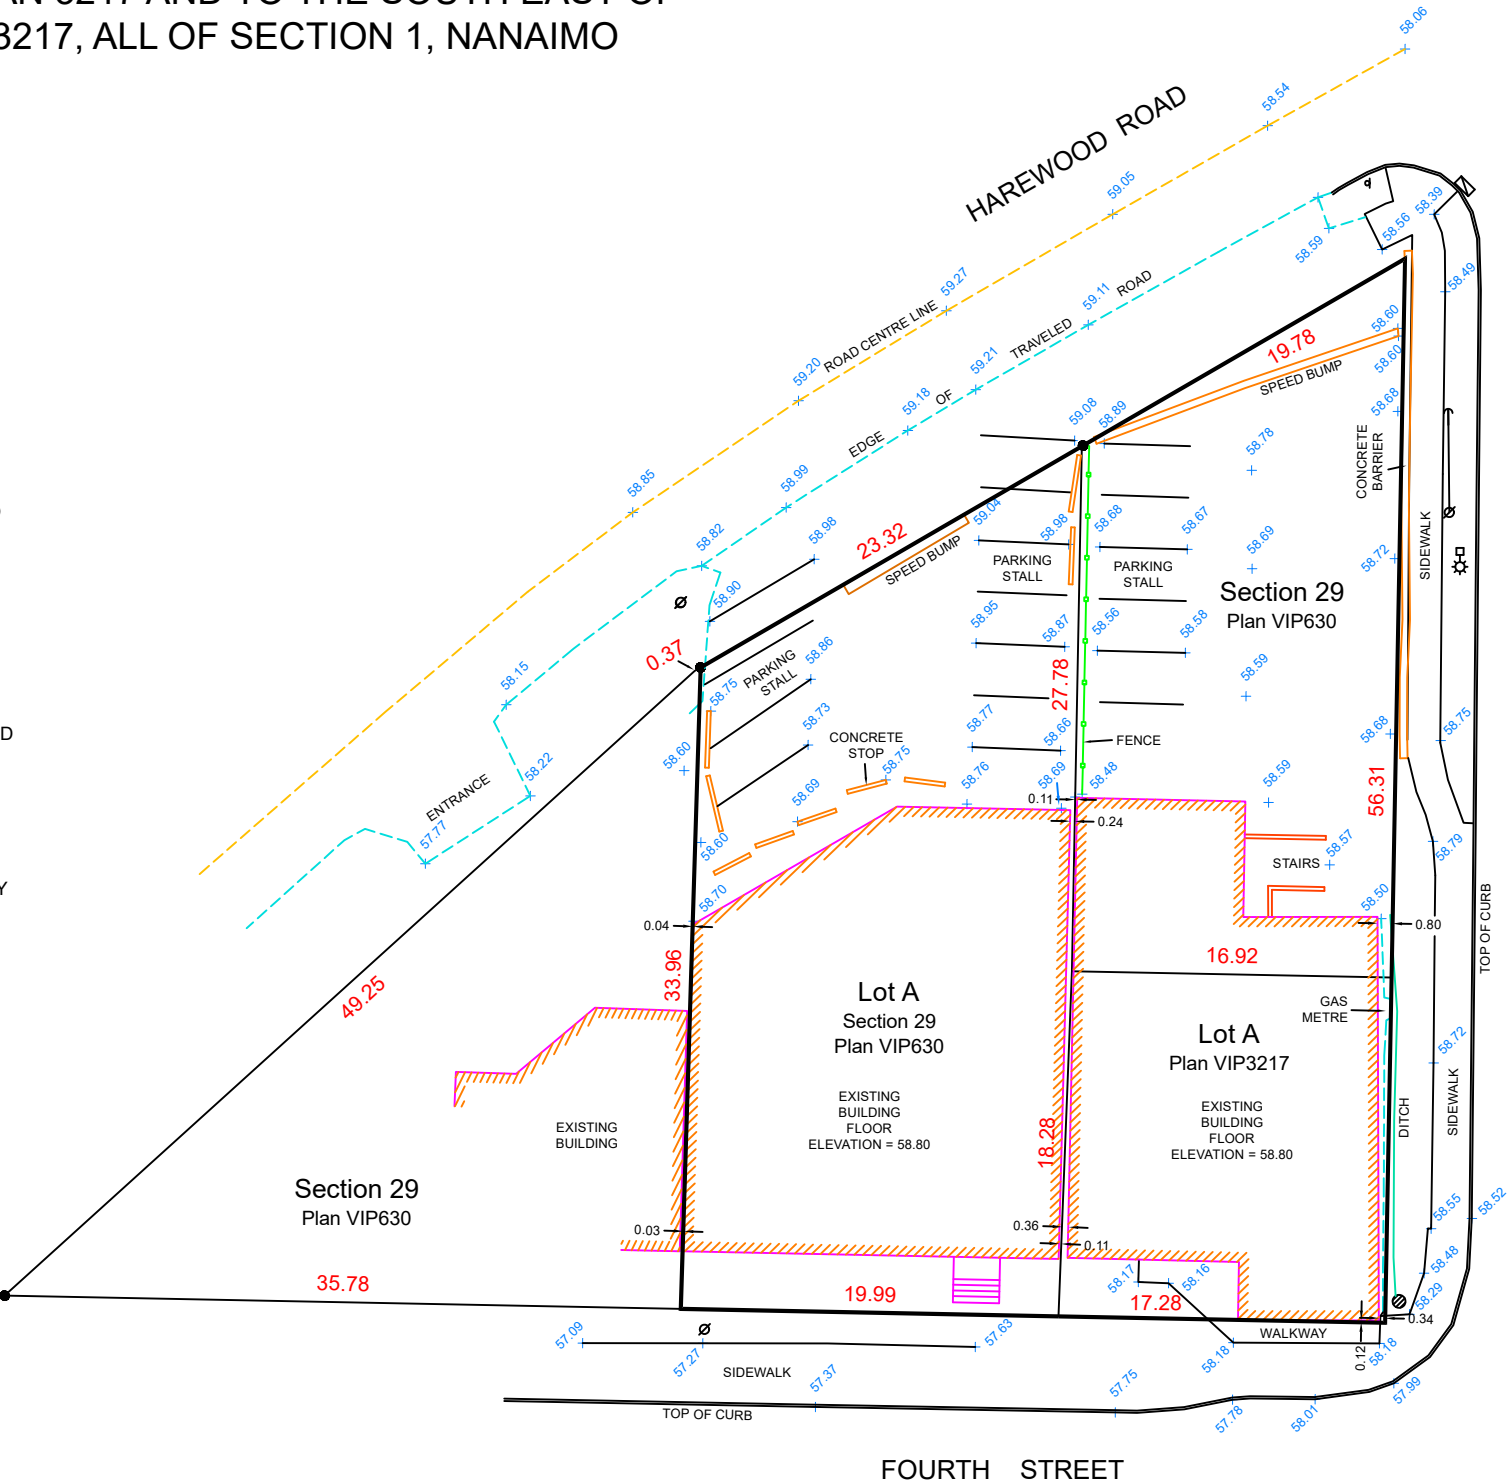 3217, ALL OF SECTION 1, NANAIMO
58.06
58.54
HAREWOOD ROAD
59.05
58.39
58.56
58.59
59.27
58.49
59.11
ROAD
ROAD CENTRE LINE
59.20
TRAVELED
59.21
59.18
OF
EDGE
58.60
19.78
58.60
SPEED BUMP
58.68
59.08
58.89
58.78
CONCRETE
BARRIER
58.85
58.99
58.98
58.82
23.32
SPEED BUMP
59.04
58.98
58.68
58.67
58.69
58.72
SIDEWALK
PARKING
STALL
PARKING
STALL
Section 29
Plan VIP630
58.90
58.95
58.87
58.56
58.58
0.37
PARKING
STALL
58.86
58.15
58.75
27.78
58.59
58.73
58.77
58.66
58.68
58.75
D
CONCRETE
STOP
FENCE
58.60
58.75
58.22
58.76
58.69
58.48
58.59
56.31
ENTRANCE
58.69
0.11
57.77
0.24
58.60
58.57
58.79
STAIRS
Y
58.70
58.50
0.04
0.80
TOP OF CURB
49.25
33.96
16.92
Lot A
Section 29
Plan VIP630
GAS
METRE
Lot A
Plan VIP3217
58.72
EXISTING
BUILDING
FLOOR
ELEVATION = 58.80
EXISTING
BUILDING
FLOOR
ELEVATION = 58.80
EXISTING
BUILDING
18.28
DITCH
SIDEWALK
Section 29
Plan VIP630
0.03
0.36
0.11
58.55
58.52
58.48
58.17
58.16
58.29
35.78
19.99
17.28
0.34
WALKWAY
57.09
57.27
57.63
58.18
0.12
58.18
SIDEWALK
57.37
57.75
57.99
TOP OF CURB
57.78
58.01
FOURTH STREET